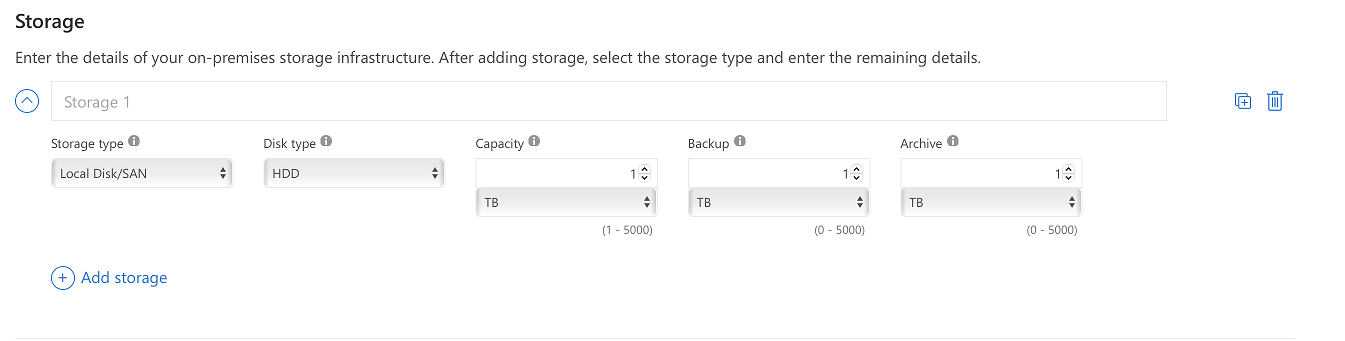 Storage
Enter the details of your on-premises storage infrastructure. After adding storage, select the storage type and enter the remaining details.
Storage 1
Storage type Disk type Capacity Backup Archive
Local Disk/SAN HDD 1 1 1
TB TB TB
(1 - 5000) (0 - 5000) (0 - 5000)
Add storage